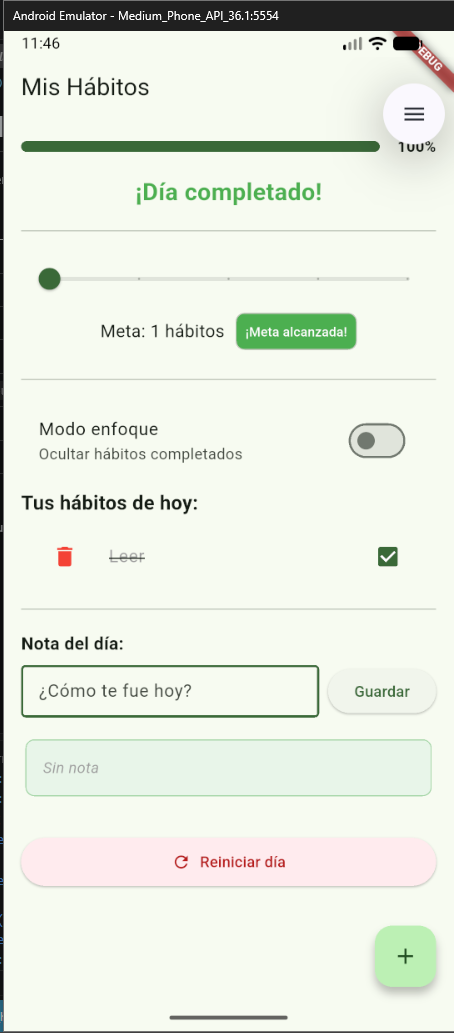 Android Emulator - Medium_Phone_API_36.1:5554
11:46
Mis Hábitos
100%
¡Día completado!
Meta: 1 hábitos
¡Meta alcanzada!
Modo enfoque
Ocultar hábitos completados
Tus hábitos de hoy:
Leer
Nota del día:
¿Cómo te fue hoy?
Guardar
Sin nota
Reiniciar día